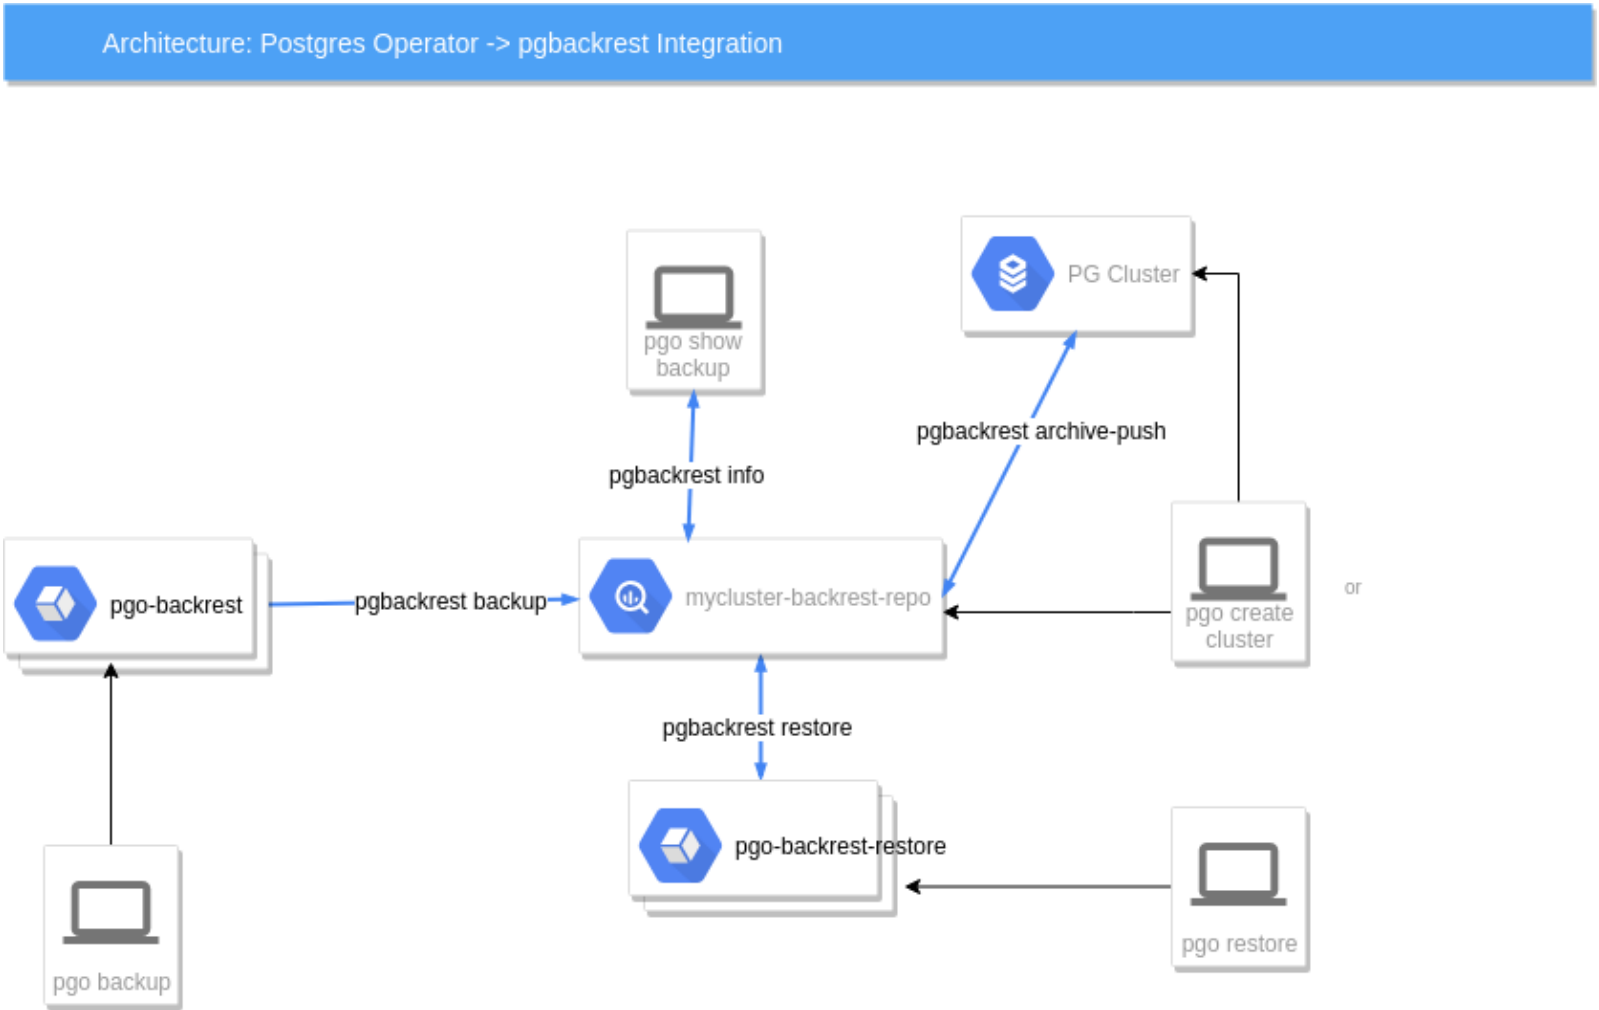 Architecture: Postgres Operator -> pgbackrest Integration
PG Cluster
pgo show
backup
pgbackrest archive-push
pgbackrest info
pgo-backrest
pgbackrest backup
mycluster-backrest-repo
pgo create
cluster
or
pgbackrest restore
pgo-backrest-restore
pgo restore
pgo backup